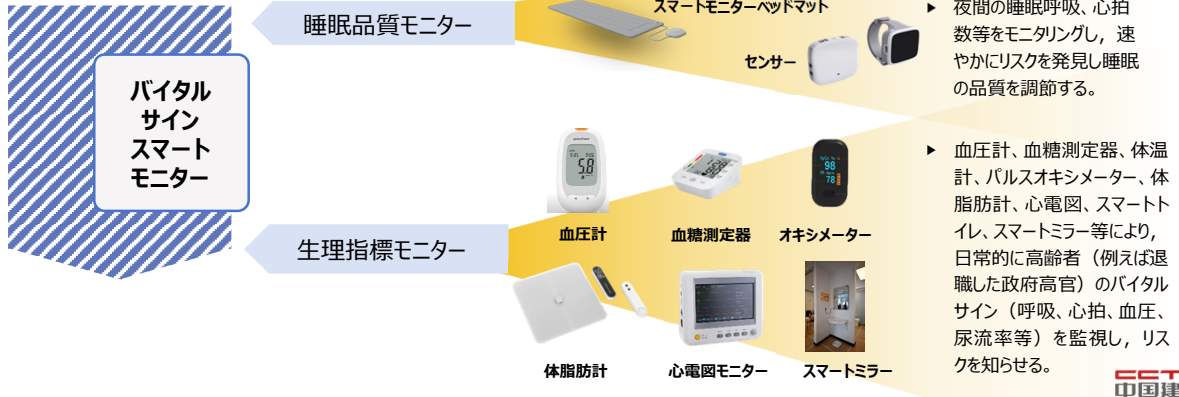 スマートモニターベッドマット
睡眠品質モニター
センサー
▶ 夜間の睡眠呼吸、心拍
数等をモニタリングし，速
やかにリスクを発見し睡眠
の品質を調節する。
バイタル
サイン
スマート
モニター
5.8
98
78
血圧計
血糖測定器
オキシメーター
生理指標モニター
▶ 血圧計、血糖測定器、体温
計、パルスオキシメーター、体
脂肪計、心電図、スマートト
イレ、スマートミラー等により,
日常的に高齢者（例えば退
職した政府高官）のバイタル
サイン（呼吸、心拍、血圧、
尿流率等）を監視し，リス
クを知らせる。
体脂肪計
心電図モニター
スマートミラー
中国建